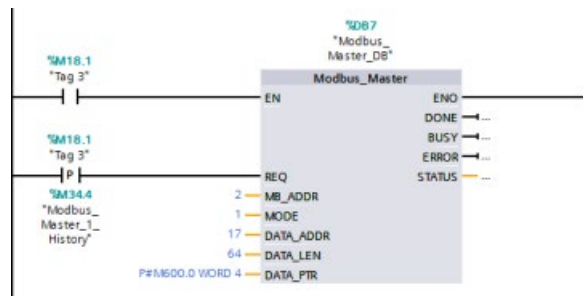 %DB7
"Modbus_
Master_DB"
%M18.1
"Tag 3"
Modbus_Master
EN
ENO
DONE
...
BUSY
...
ERROR
...
%M18.1
"Tag 3"
P
REQ
STATUS
...
%M34.4
"Modbus_
Master_1_
History"
2
MB_ADDR
1
MODE
17
DATA_ADDR
64
DATA_LEN
P#M600.0 WORD 4
DATA_PTR